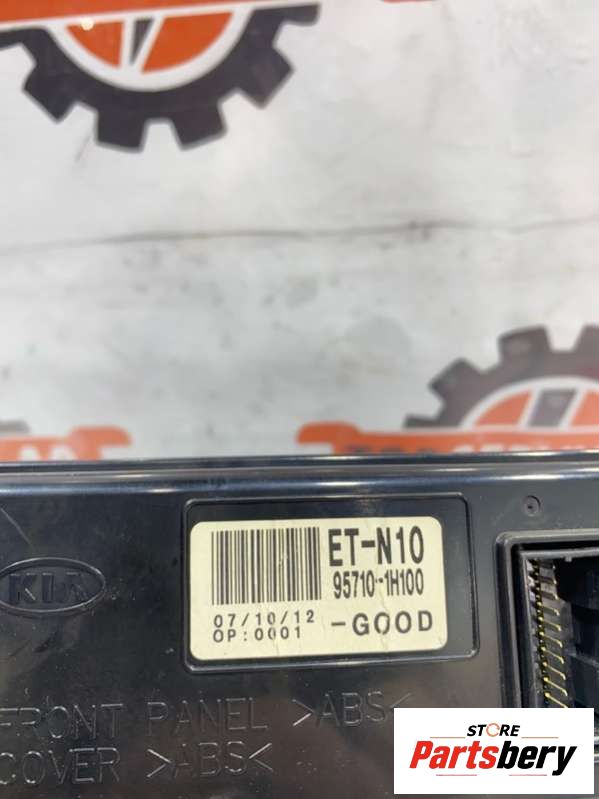 ET-N10
95710-1H100
07/10/12
OP:0001
-GOOD
KIA
FRONT PANEL >ABS<
COVER >ABS<
STORE
Partsbery